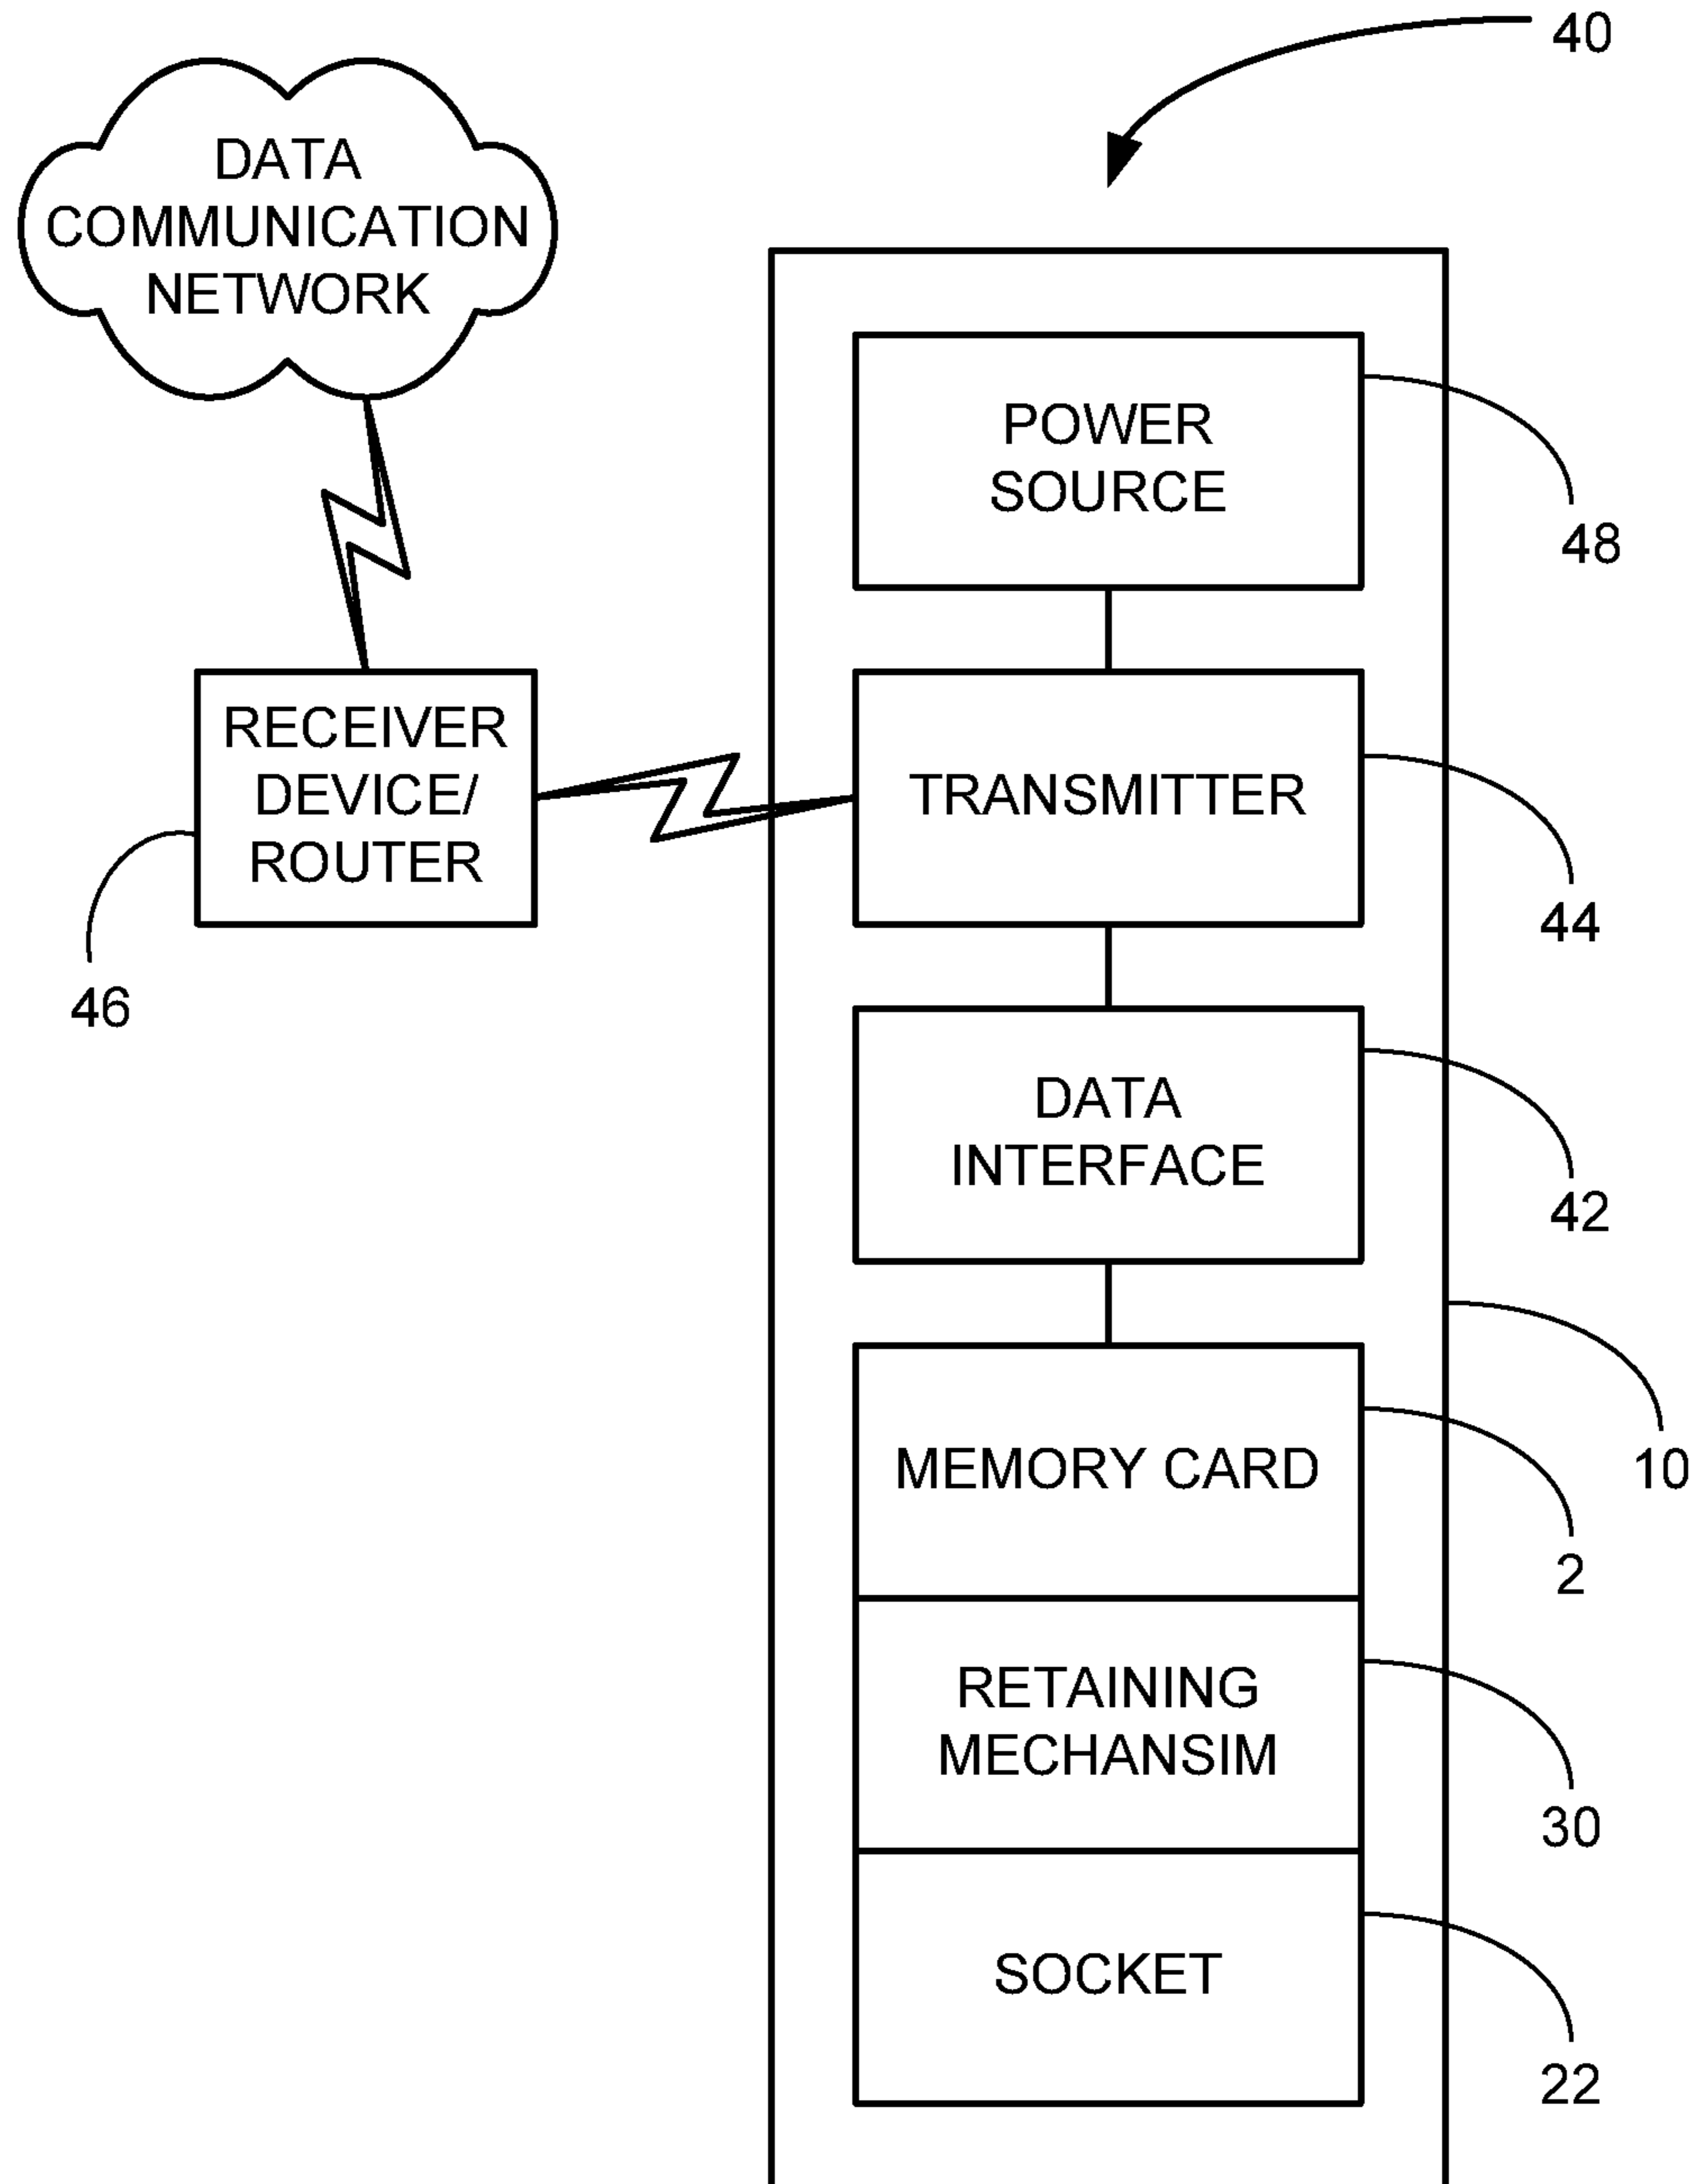 40
DATA
COMMUNICATION
NETWORK
POWER
SOURCE
48
RECEIVER
DEVICE/
ROUTER
46
TRANSMITTER
44
DATA
INTERFACE
42
10
MEMORY CARD
2
RETAINING
MECHANSIM
30
SOCKET
22